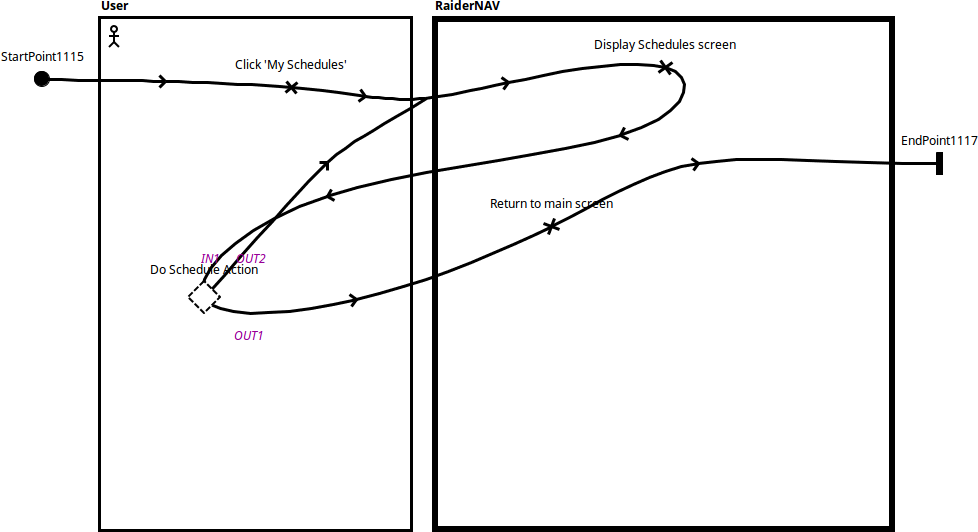 User
RaiderNAV
StartPoint1115
Click 'My Schedules'
Display Schedules screen
EndPoint1117
Return to main screen
IN1
OUT2
Do Schedule Action
OUT1